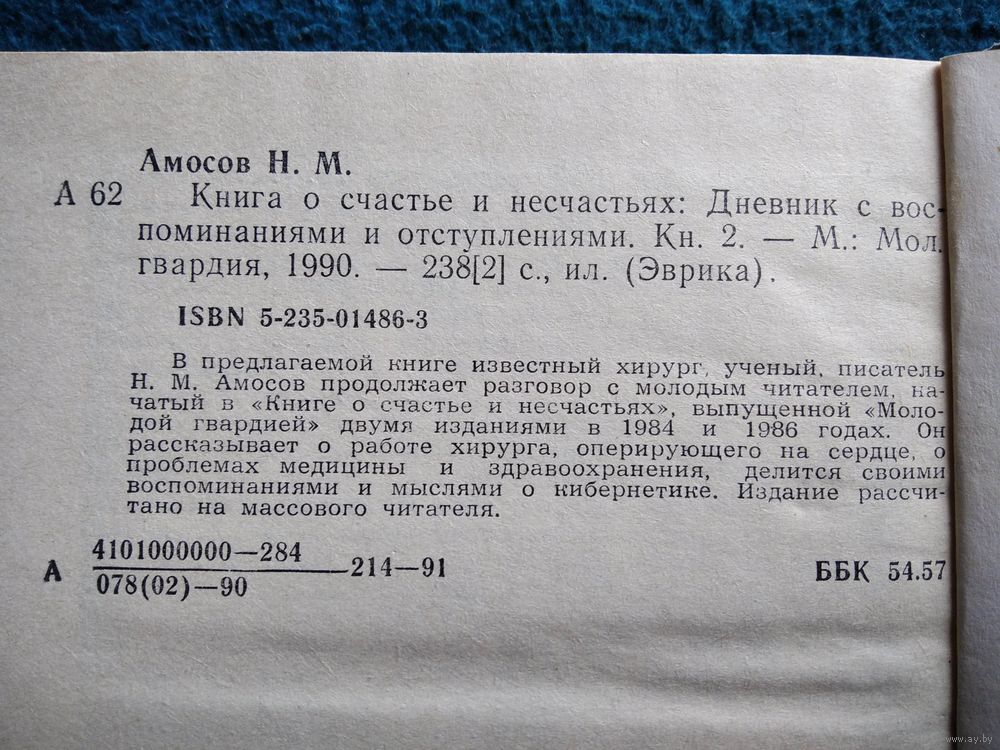 Амосов Н. М.
А 62 Книга о счастье и несчастьях: Дневник с вос-
поминаниями и отступлениями. Кн. 2. — М.: Мол.
гвардия, 1990. — 238[2] с., ил. (Эврика).
ISBN 5-235-01486-3
В предлагаемой книге известный хирург, ученый, писатель
Н. М. Амосов продолжает разговор с молодым читателем, на-
чатый в «Книге о счастье и несчастьях», выпущенной «Моло-
дой гвардией» двумя изданиями в 1984 и 1986 годах. Он
рассказывает о работе хирурга, оперирующего на сердце, о
проблемах медицины и здравоохранения, делится своими
воспоминаниями и мыслями о кибернетике. Издание рассчи-
тано на массового читателя.
А 4101000000—284
078(02)—90
214—91
ББК 54.57
www.ay.by